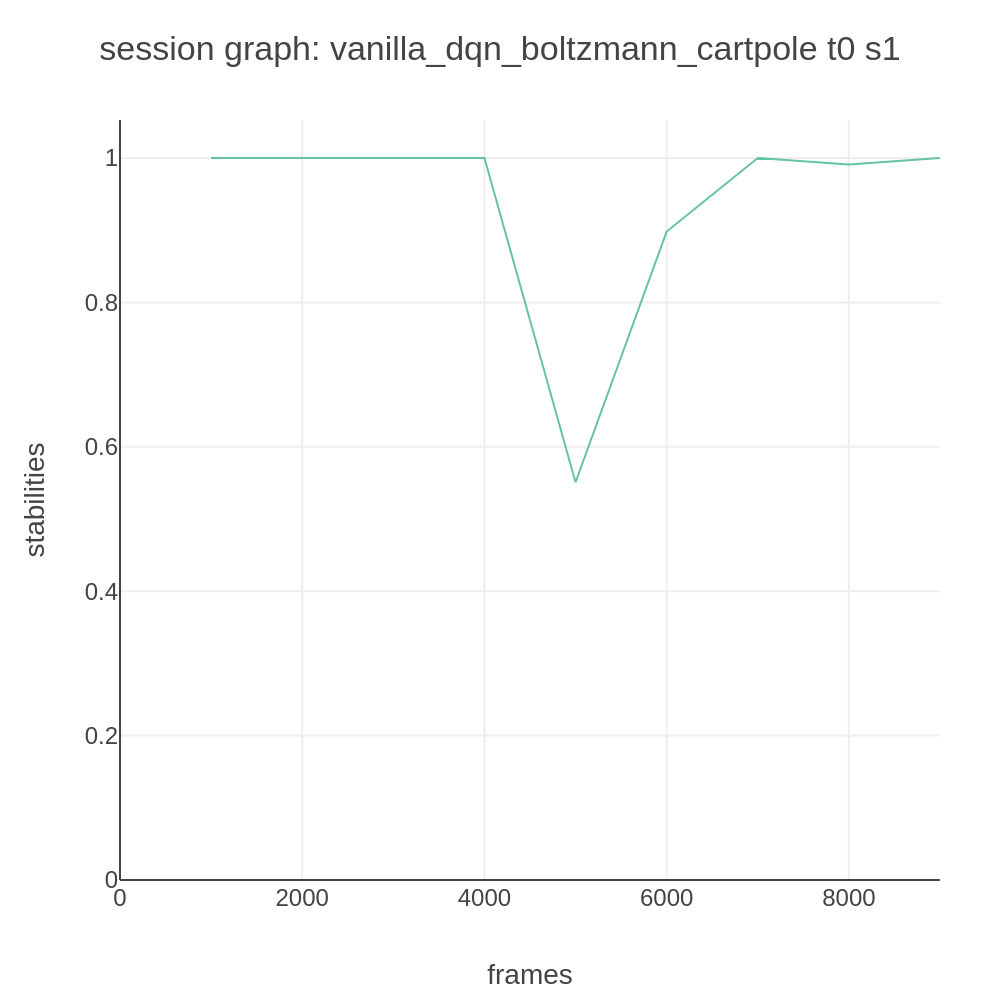 session graph: vanilla_dqn_boltzmann_cartpole t0 s1
1
0.8
0.6
0.4
0.2
0
stabilities
0 2000 4000 6000 8000
frames